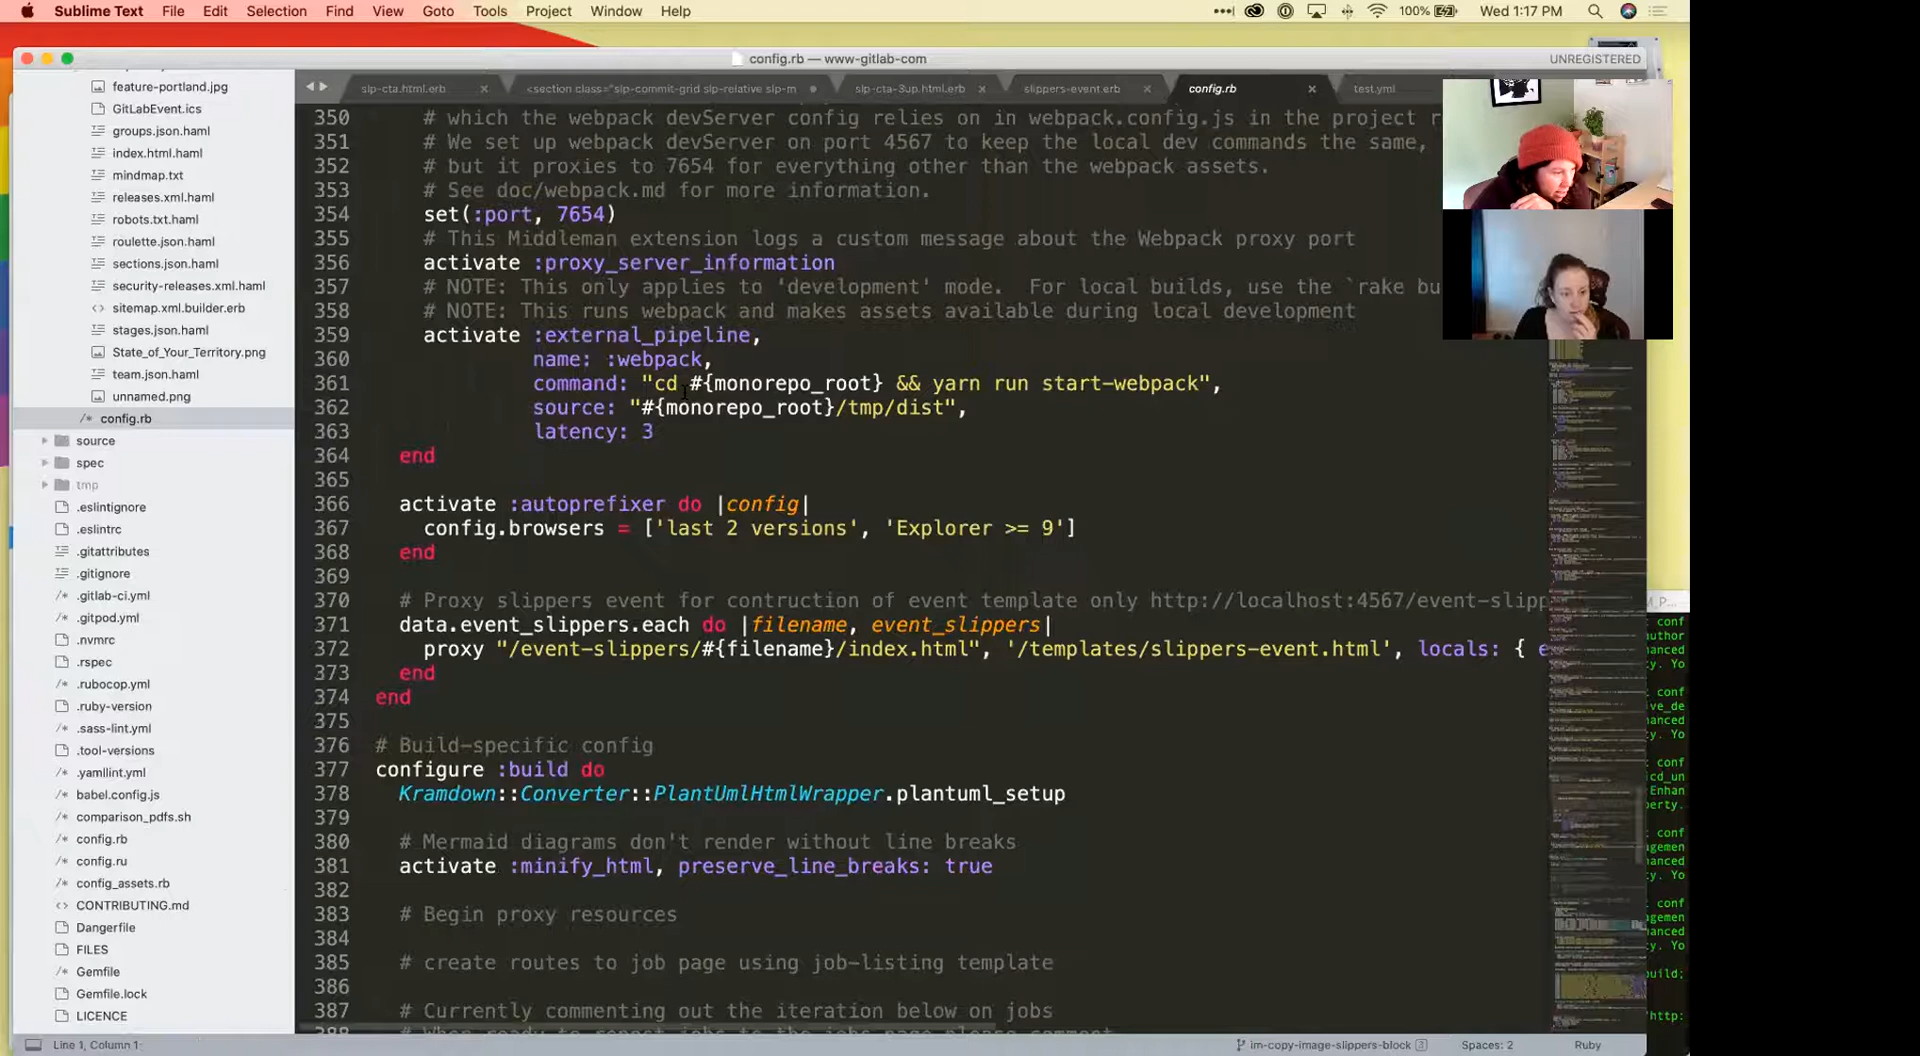 Sublime Text File Edit Selection Find View Goto Tools Project Window Help 100% Wed 1:17 PM
config.rb — www-gitlab-com UNREGISTERED
slp-cta.html.erb <section class="slp-commit-grid slp-relative slp-m slp-cta-3up.html.erb slippers-event.erb config.rb test.yml
feature-portland.jpg
GitLabEvent.ics
groups.json.haml
index.html.haml
mindmap.txt
releases.xml.haml
robots.txt.haml
roulette.json.haml
sections.json.haml
security-releases.xml.haml
sitemap.xml.builder.erb
stages.json.haml
State_of_Your_Territory.png
team.json.haml
unnamed.png
config.rb
source
spec
tmp
.eslintignore
.eslintrc
.gitattributes
.gitignore
.gitlab-ci.yml
.gitpod.yml
.nvmrc
.rspec
.rubocop.yml
.ruby-version
.sass-lint.yml
.tool-versions
.yamllint.yml
babel.config.js
comparison_pdfs.sh
config.rb
config.ru
config_assets.rb
CONTRIBUTING.md
Dangerfile
FILES
Gemfile
Gemfile.lock
LICENCE
350 # which the webpack devServer config relies on in webpack.config.js in the project r
351 # We set up webpack devServer on port 4567 to keep the local dev commands the same,
352 # but it proxies to 7654 for everything other than the webpack assets.
353 # See doc/webpack.md for more information.
354 set(:port, 7654)
355 # This Middleman extension logs a custom message about the Webpack proxy port
356 activate :proxy_server_information
357 # NOTE: This only applies to 'development' mode. For local builds, use the `rake bu
358 # NOTE: This runs webpack and makes assets available during local development
359 activate :external_pipeline,
360 name: :webpack,
361 command: "cd #{monorepo_root} && yarn run start-webpack",
362 source: "#{monorepo_root}/tmp/dist",
363 latency: 3
364 end
365
366 activate :autoprefixer do |config|
367 config.browsers = ['last 2 versions', 'Explorer >= 9']
368 end
369
370 # Proxy slippers event for contruction of event template only http://localhost:4567/event-slipp
371 data.event_slippers.each do |filename, event_slippers|
372 proxy "/event-slippers/#{filename}/index.html", '/templates/slippers-event.html', locals: { e
373 end
374 end
375
376 # Build-specific config
377 configure :build do
378 Kramdown::Converter::PlantUmlHtmlWrapper.plantuml_setup
379
380 # Mermaid diagrams don't render without line breaks
381 activate :minify_html, preserve_line_breaks: true
382
383 # Begin proxy resources
384
385 # create routes to job page using job-listing template
386
387 # Currently commenting out the iteration below on jobs
Line 1, Column 1 im-copy-image-slippers-block 3 Spaces: 2 Ruby